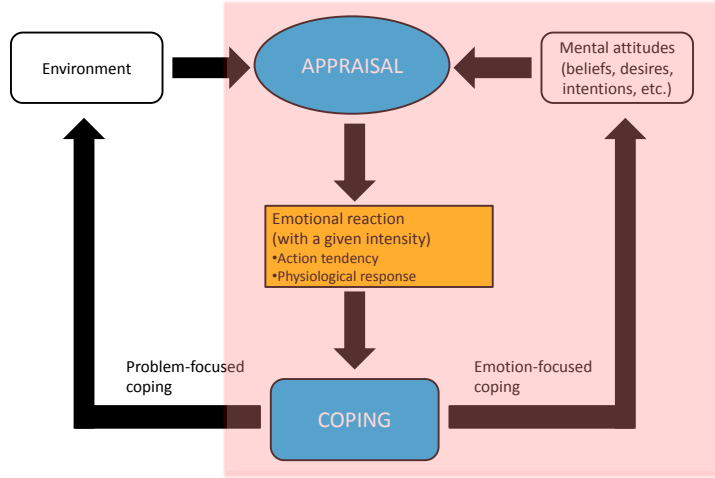 Environment
APPRAISAL
Mental attitudes
(beliefs, desires,
intentions, etc.)
Emotional reaction
(with a given intensity)
•Action tendency
•Physiological response
Problem-focused
coping
Emotion-focused
coping
COPING